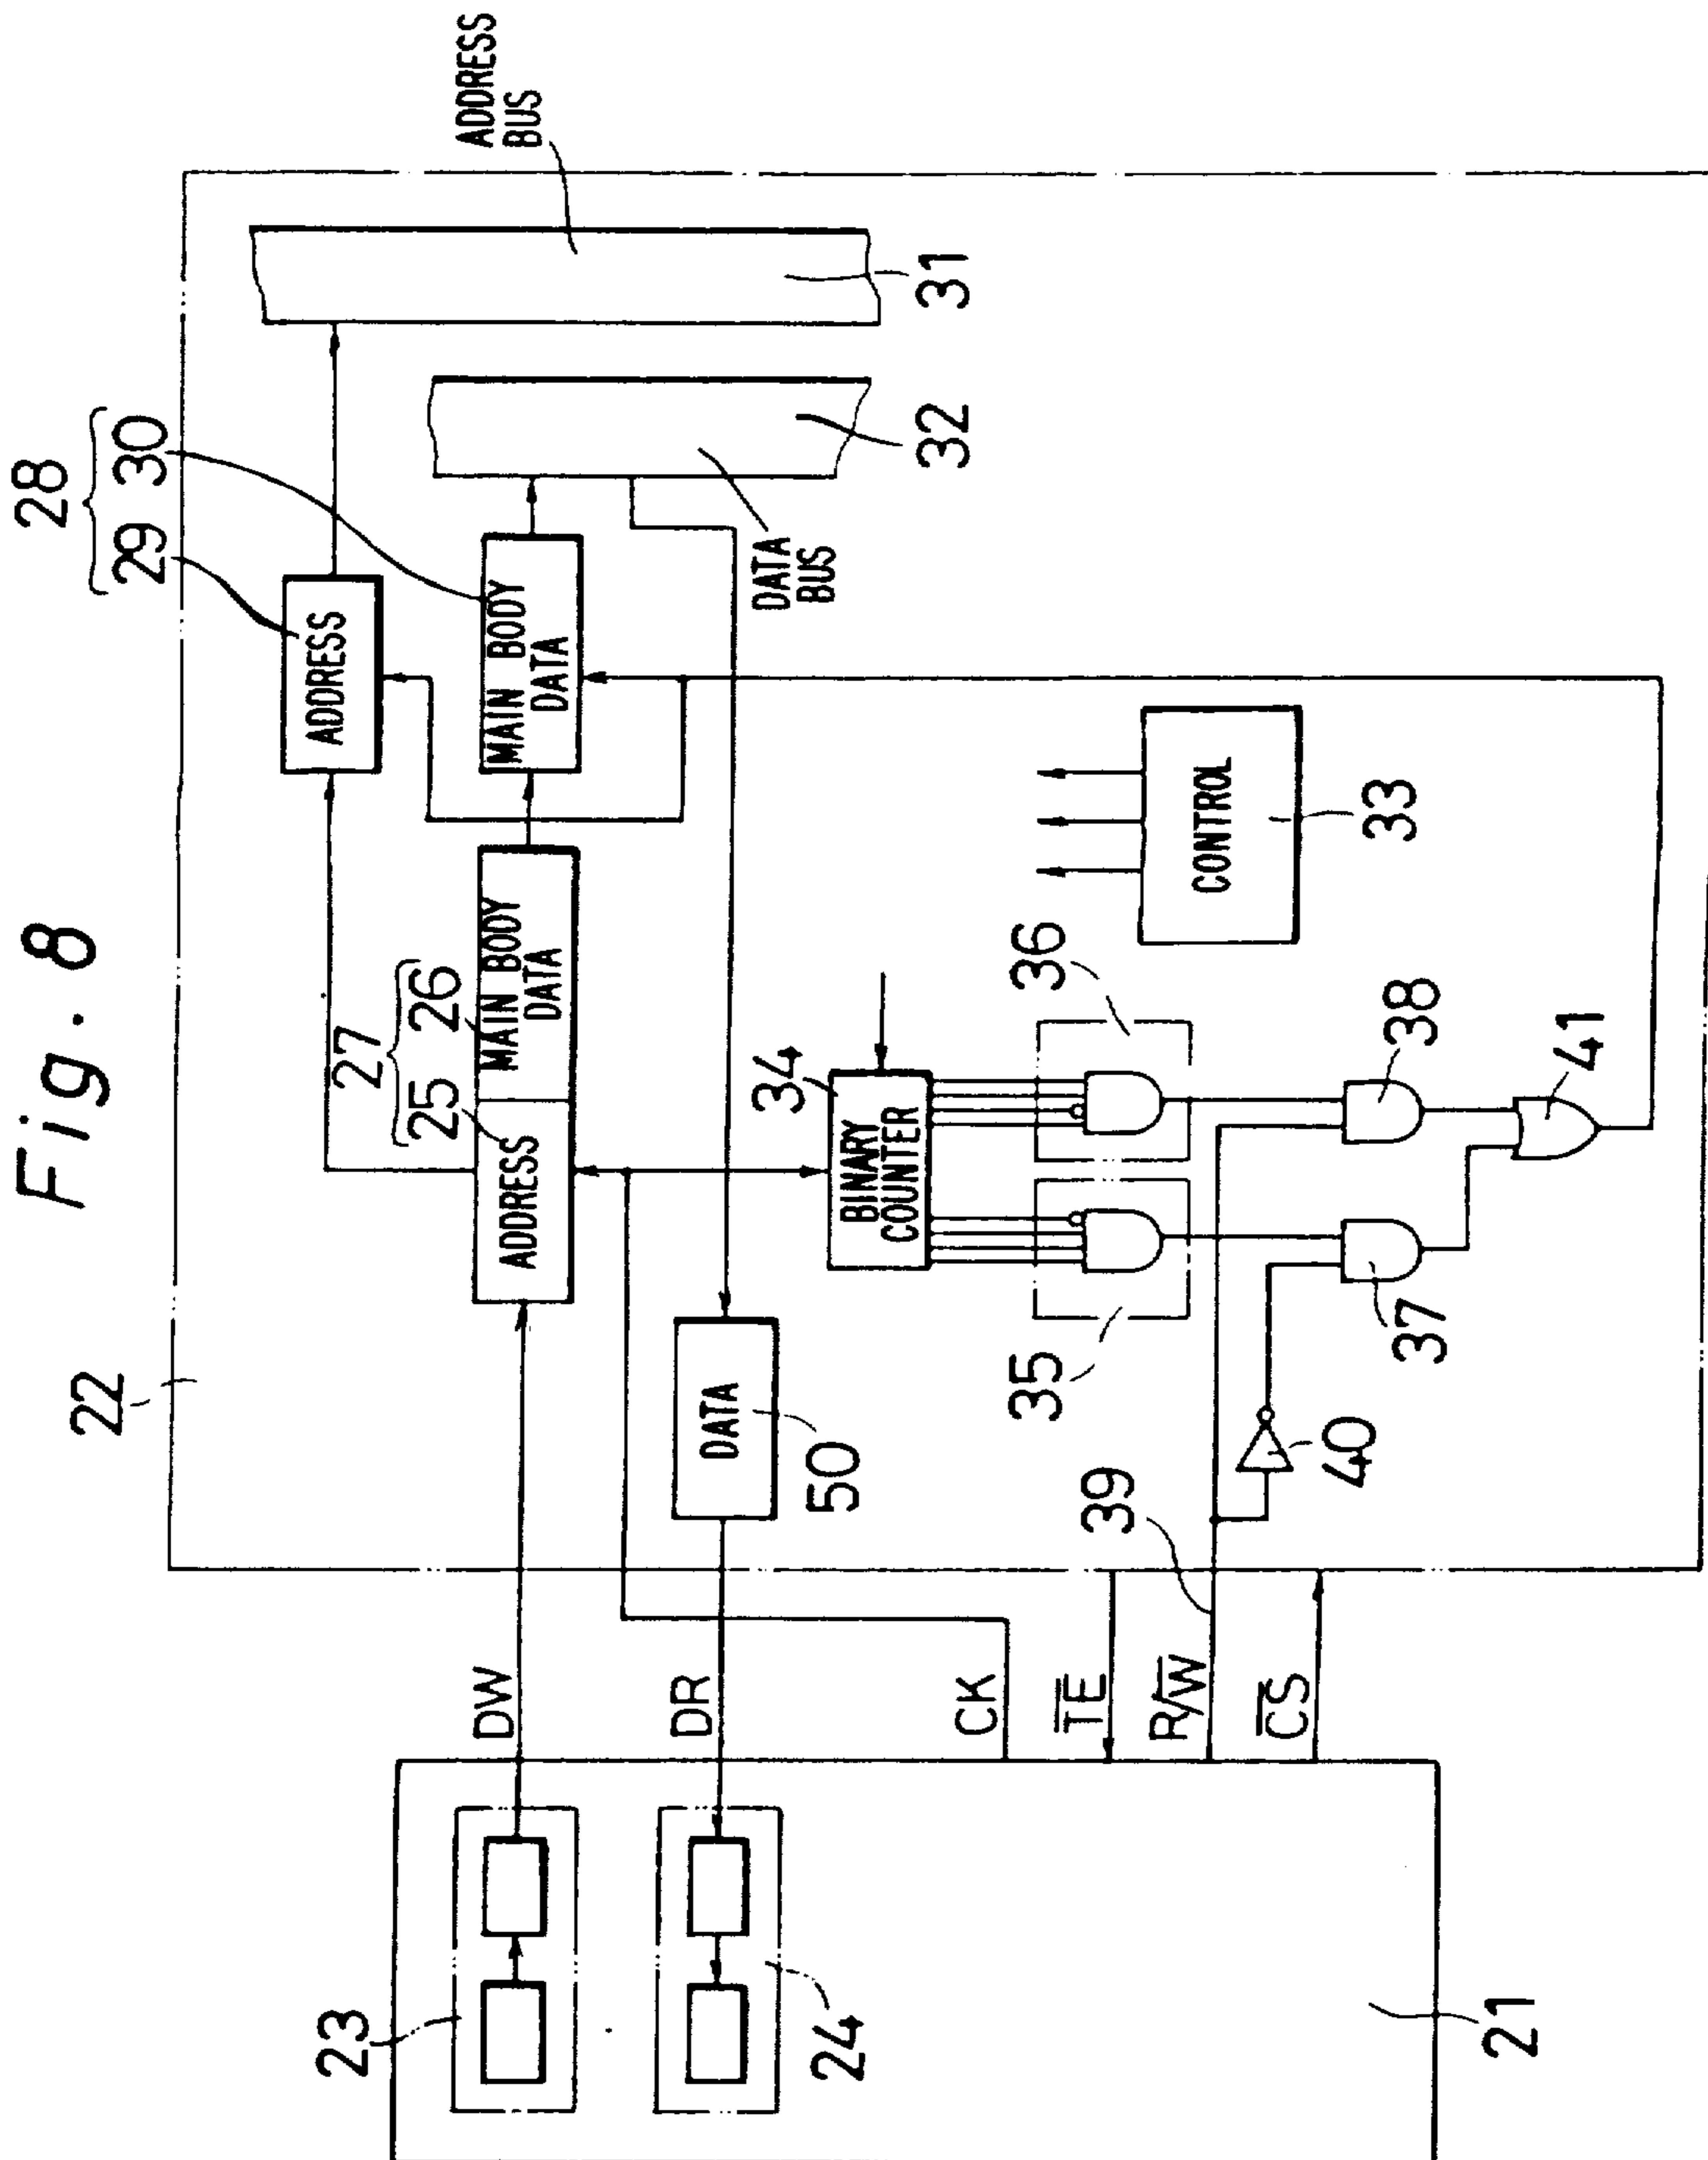 Fig. 8
22
28
29 30
ADDRESS
BUS
ADDRESS
27
25 26
ADDRESS
MAIN BODY
DATA
MAIN BODY
DATA
31
32
DATA
BUS
23
DW
DATA
50
DR
24
CK
34
BINARY
COUNTER
TE
R/W
CS
39
35
36
CONTROL
33
40
37
38
41
21